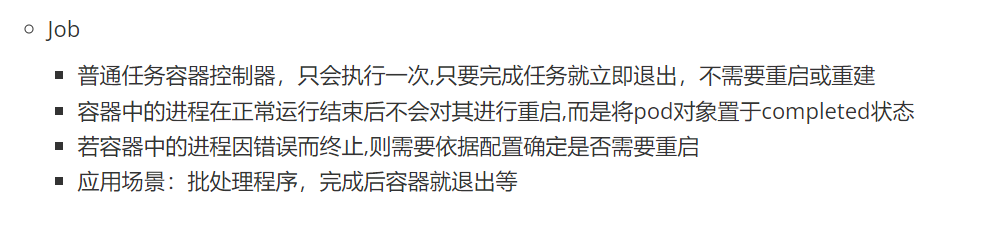 Job
普通任务容器控制器，只会执行一次,只要完成任务就立即退出，不需要重启或重建
容器中的进程在正常运行结束后不会对其进行重启,而是将pod对象置于completed状态
若容器中的进程因错误而终止,则需要依据配置确定是否需要重启
应用场景：批处理程序，完成后容器就退出等